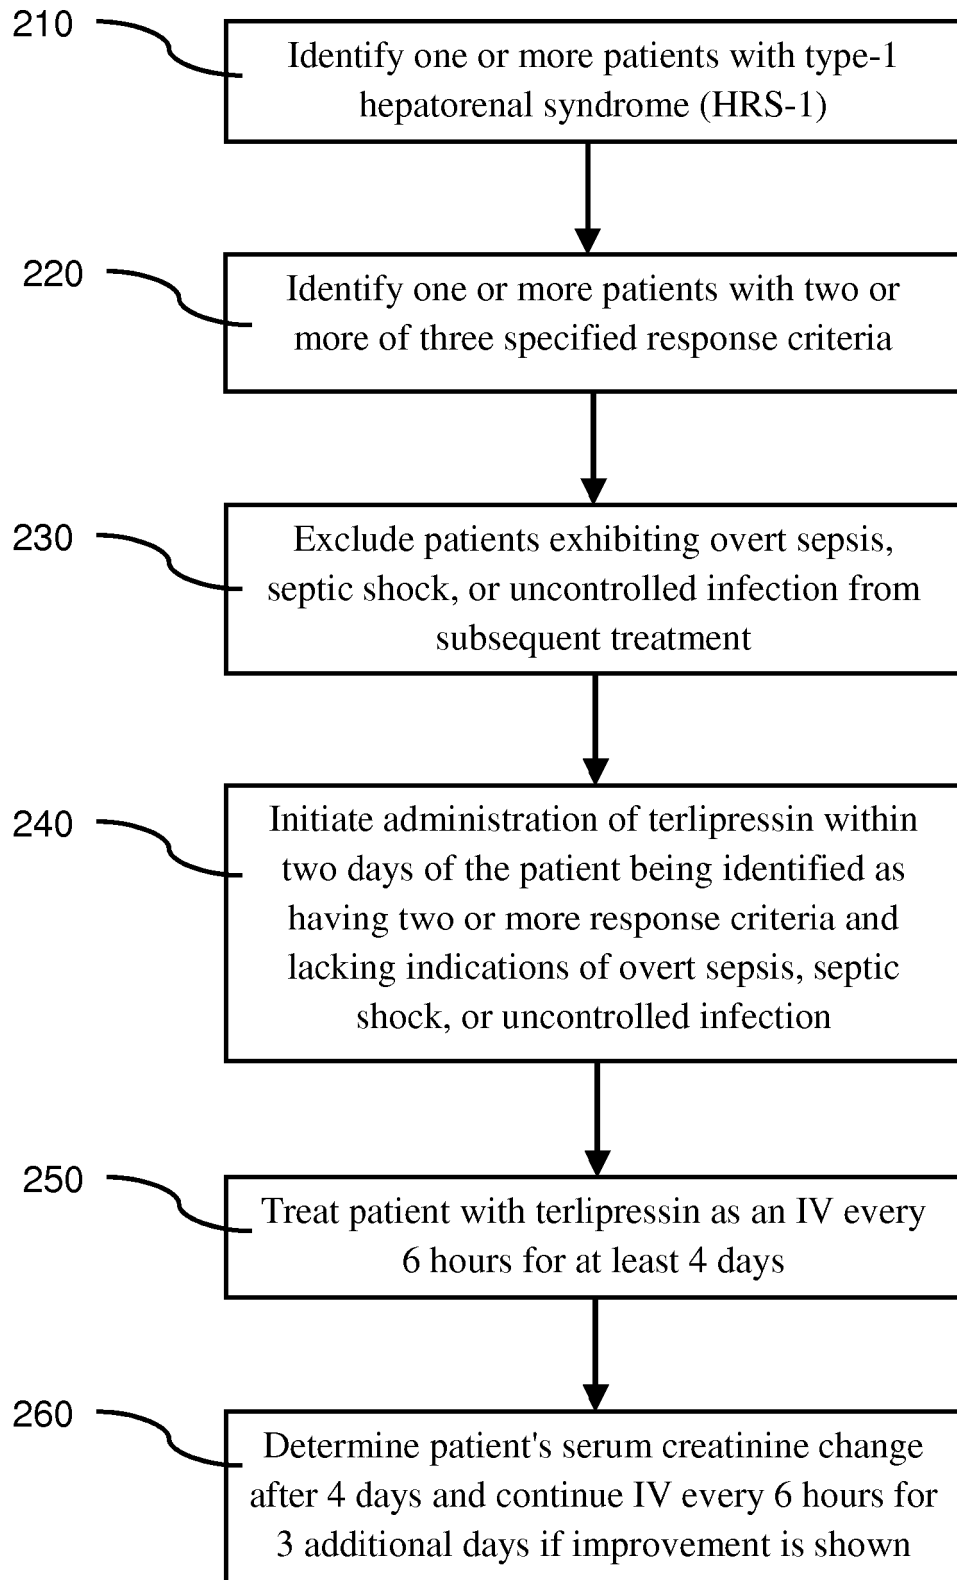 210
Identify one or more patients with type-1
hepatorenal syndrome (HRS-1)
220
Identify one or more patients with two or
more of three specified response criteria
230
Exclude patients exhibiting overt sepsis,
septic shock, or uncontrolled infection from
subsequent treatment
240
Initiate administration of terlipressin within
two days of the patient being identified as
having two or more response criteria and
lacking indications of overt sepsis, septic
shock, or uncontrolled infection
250
Treat patient with terlipressin as an IV every
6 hours for at least 4 days
260
Determine patient's serum creatinine change
after 4 days and continue IV every 6 hours for
3 additional days if improvement is shown